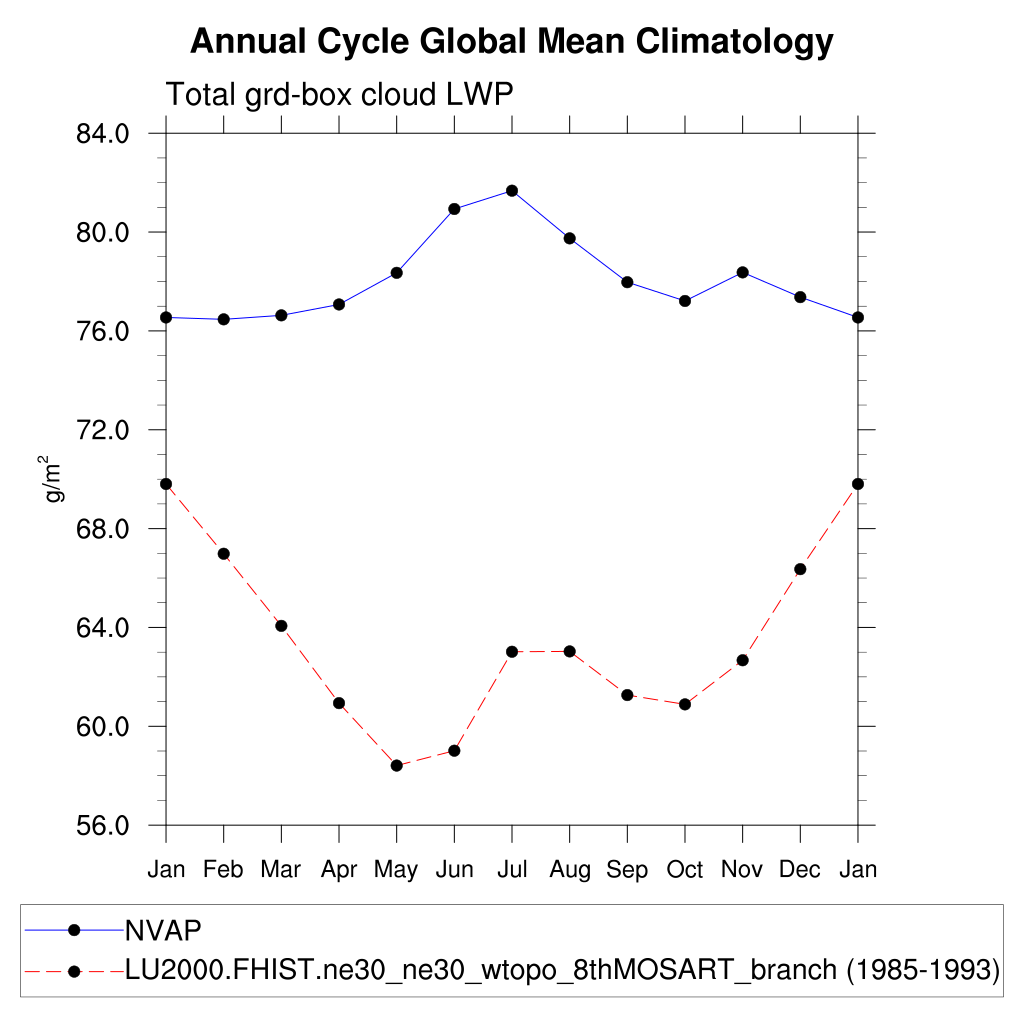 Annual Cycle Global Mean Climatology
Total grd-box cloud LWP
84.0
80.0
76.0
72.0
68.0
64.0
60.0
56.0
g/m²
Jan Feb Mar Apr May Jun Jul Aug Sep Oct Nov Dec Jan
NVAP
LU2000.FHIST.ne30_ne30_wtopo_8thMOSART_branch (1985-1993)